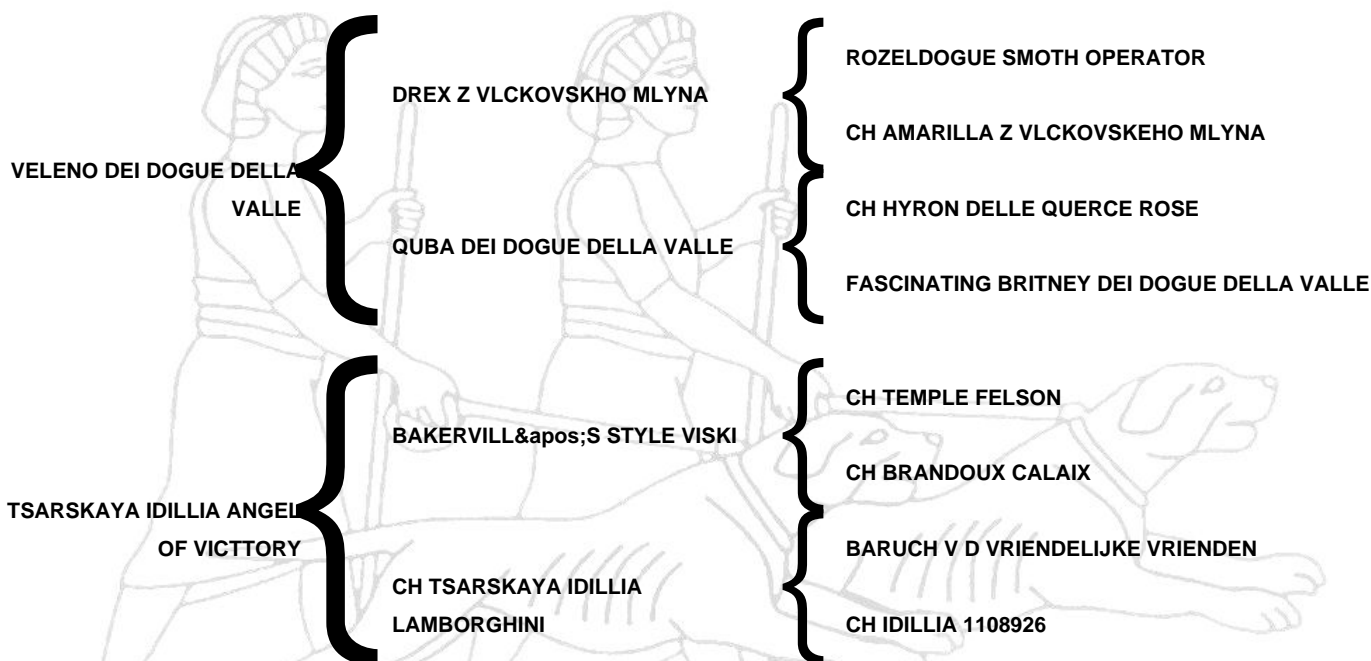 ROZELDOGUE SMOTH OPERATOR
DREX Z VLCKOVSKHO MLYNA
CH AMARILLA Z VLCKOVSKEHO MLYNA
VELENO DEI DOGUE DELLA
VALLE
CH HYRON DELLE QUERCE ROSE
QUBA DEI DOGUE DELLA VALLE
FASCINATING BRITNEY DEI DOGUE DELLA VALLE
CH TEMPLE FELSON
BAKERVILL&apos;S STYLE VISKI
CH BRANDOUX CALAIX
TSARSKAYA IDILLIA ANGEL
OF VICTTORY
BARUCH V D VRIENDELIJKE VRIENDEN
CH TSARSKAYA IDILLIA
LAMBORGHINI
CH IDILLIA 1108926